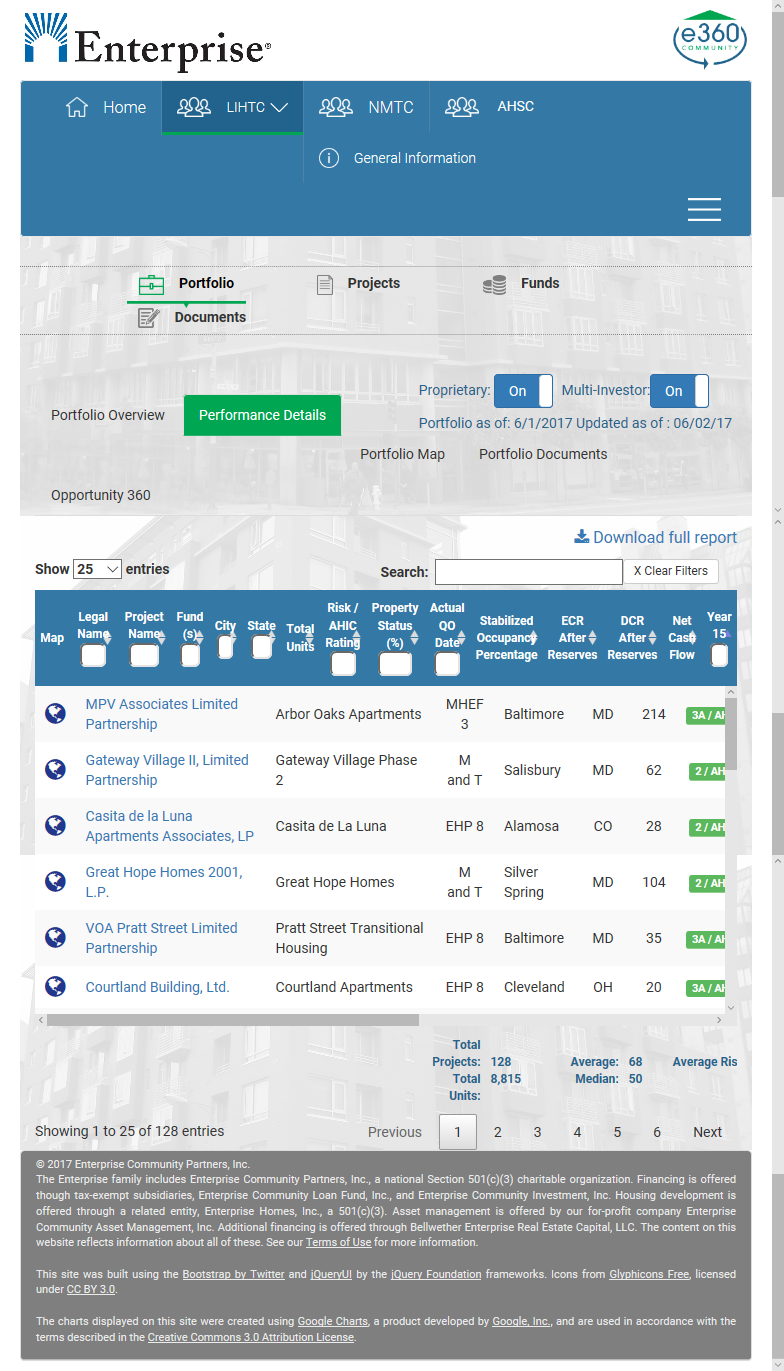 Enterprise®
e360
COMMUNITY
Home
LIHTC
NMTC
AHSC
General Information
Portfolio
Projects
Funds
Documents
Proprietary: On Multi-Investor: On
Portfolio Overview
Performance Details
Portfolio as of: 6/1/2017 Updated as of : 06/02/17
Portfolio Map
Portfolio Documents
Opportunity 360
Download full report
Show 25 entries
Search:
X Clear Filters
Map
Legal Name
Project Name
Fund (s)
City
State
Total Units
Risk / AHIC Rating
Property Status (%)
Actual QO Date
Stabilized Occupancy Percentage
ECR After Reserves
DCR After Reserves
Net Cash Flow
Year 15
MPV Associates Limited
Partnership
Arbor Oaks Apartments
MHEF
3
Baltimore
MD
214
3A / AH
Gateway Village II, Limited
Partnership
Gateway Village Phase
2
M
and T
Salisbury
MD
62
2 / AH
Casita de la Luna
Apartments Associates, LP
Casita de La Luna
EHP 8
Alamosa
CO
28
2 / AH
Great Hope Homes 2001,
L.P.
Great Hope Homes
M
and T
Silver
Spring
MD
104
2 / AH
VOA Pratt Street Limited
Partnership
Pratt Street Transitional
Housing
EHP 8
Baltimore
MD
35
3A / AH
Courtland Building, Ltd.
Courtland Apartments
EHP 8
Cleveland
OH
20
3A / AH
Total
Projects: 128
Total 8,815
Units:
Average: 68
Median: 50
Average Ris
Showing 1 to 25 of 128 entries
Previous 1 2 3 4 5 6 Next
© 2017 Enterprise Community Partners, Inc.
The Enterprise family includes Enterprise Community Partners, Inc., a national Section 501(c)(3) charitable organization. Financing is offered
though tax-exempt subsidiaries, Enterprise Community Loan Fund, Inc., and Enterprise Community Investment, Inc. Housing development is
offered through a related entity, Enterprise Homes, Inc., a 501(c)(3). Asset management is offered by our for-profit company Enterprise
Community Asset Management, Inc. Additional financing is offered through Bellwether Enterprise Real Estate Capital, LLC. The content on this
website reflects information about all of these. See our Terms of Use for more information.
This site was built using the Bootstrap by Twitter and jQueryUI by the jQuery Foundation frameworks. Icons from Glyphicons Free, licensed
under CC BY 3.0.
The charts displayed on this site were created using Google Charts, a product developed by Google, Inc., and are used in accordance with the
terms described in the Creative Commons 3.0 Attribution License.